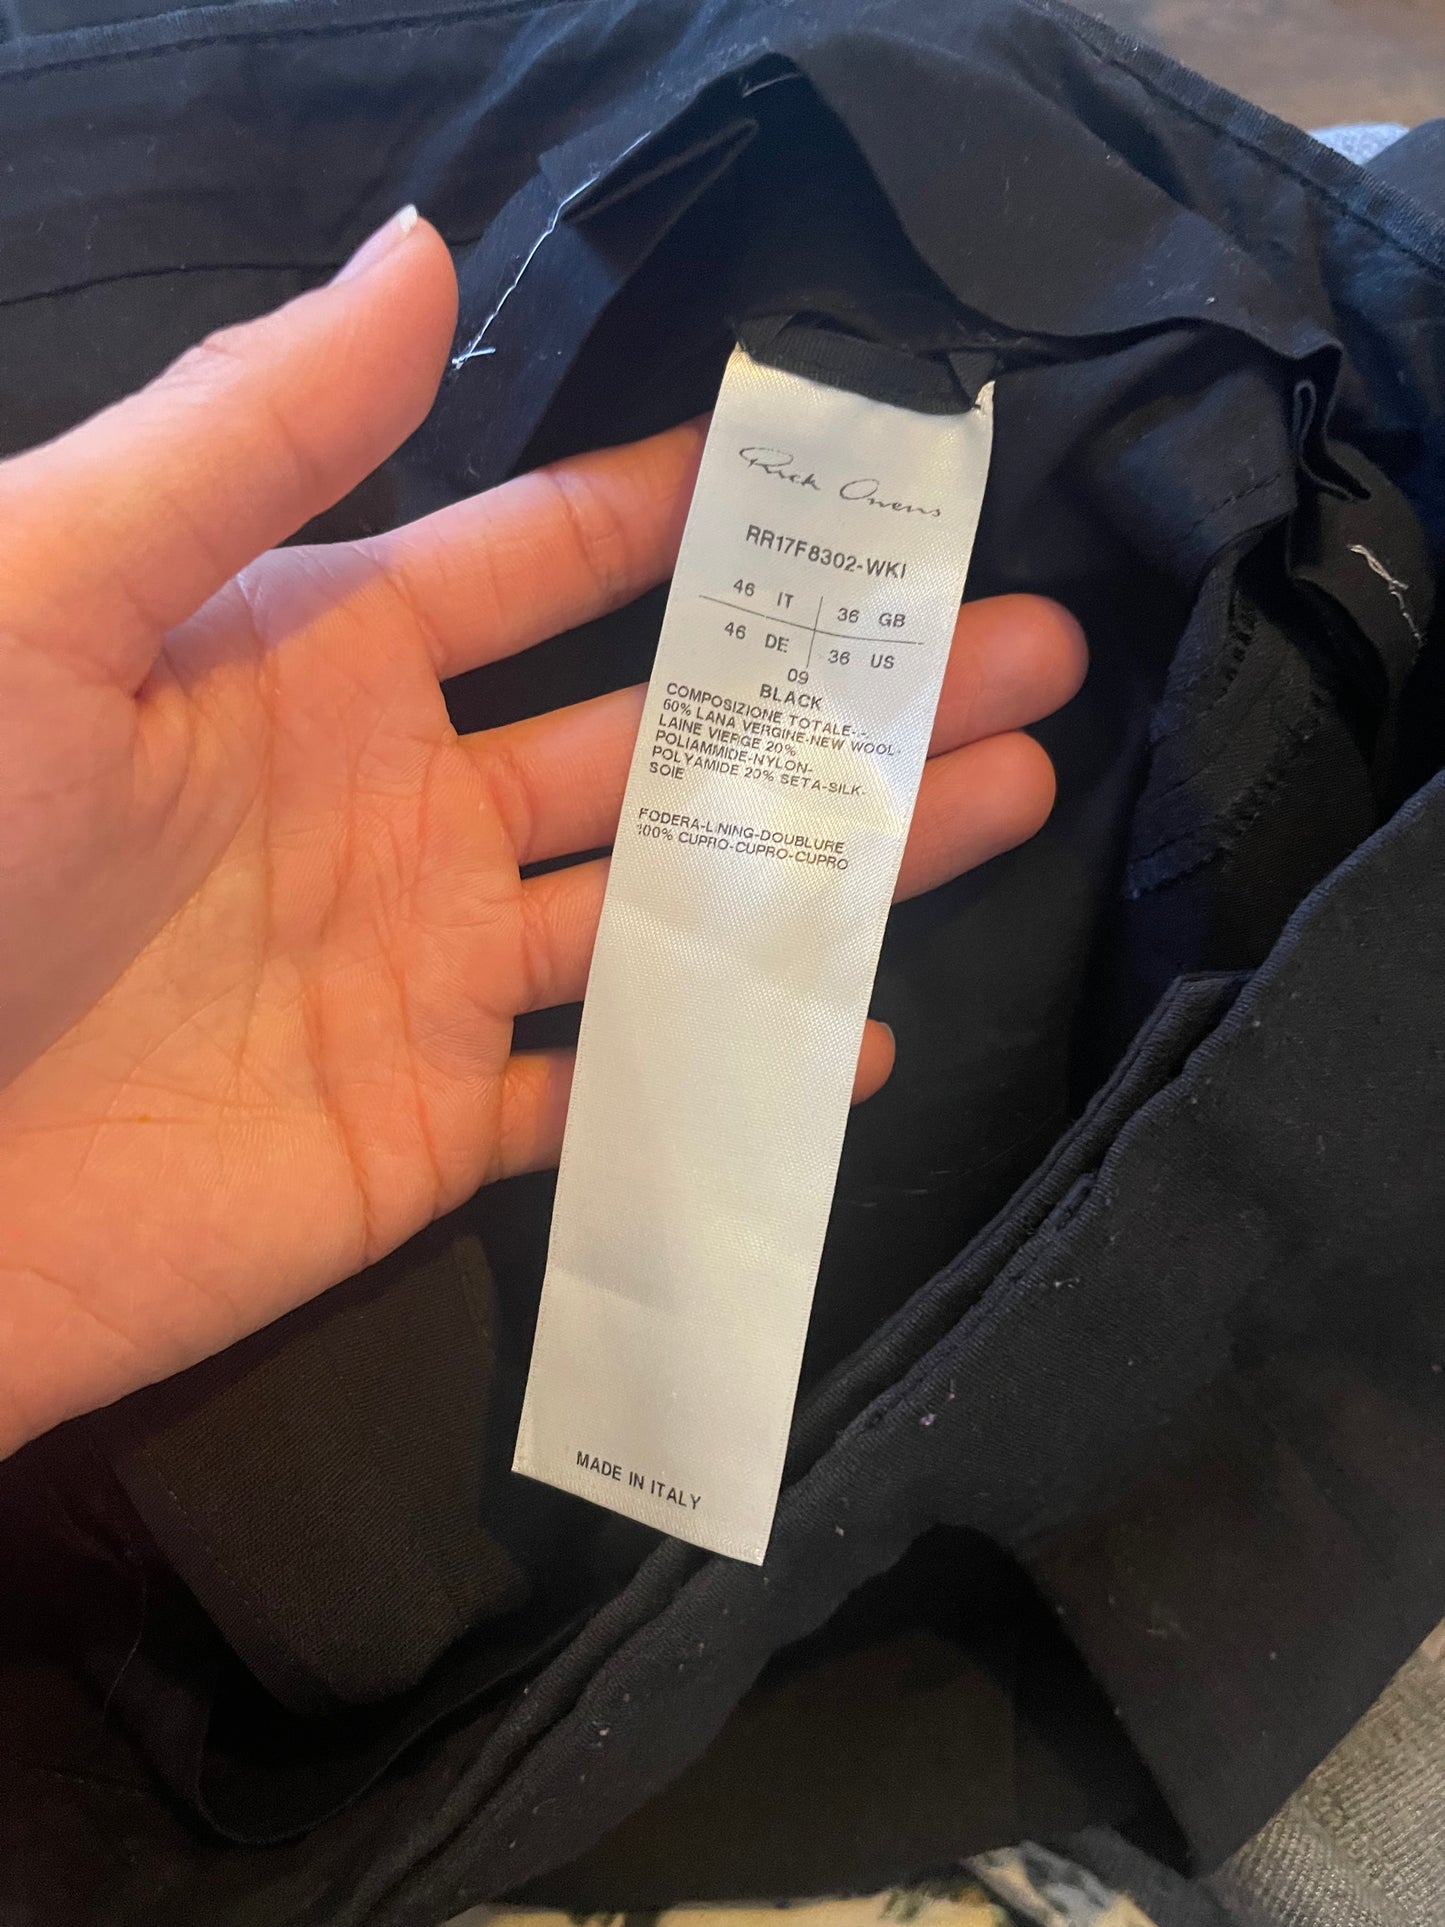 Rick Owens
RR17F8302-WKI
46 IT 36 GB
46 DE 36 US
09
BLACK
COMPOSIZIONE TOTALE-.-
60% LANA VERGINE-NEW WOOL-
LAINE VIERGE 20%
POLIAMMIDE-NYLON-
POLYAMIDE 20% SETA-SILK-
SOIE
FODERA-LINING-DOUBLURE
100% CUPRO-CUPRO-CUPRO
MADE IN ITALY